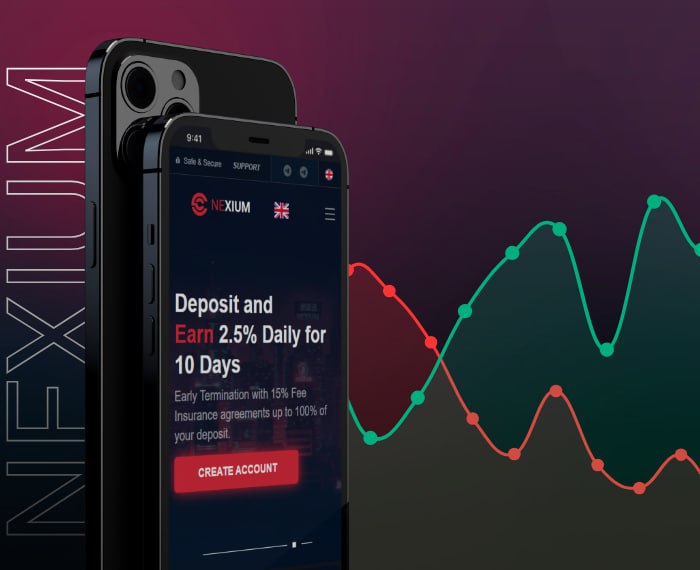 NEXIUM
9:41
Safe & Secure SUPPORT
NEXIUM
Deposit and
Earn 2.5% Daily for
10 Days
Early Termination with 15% Fee
Insurance agreements up to 100% of
your deposit.
CREATE ACCOUNT